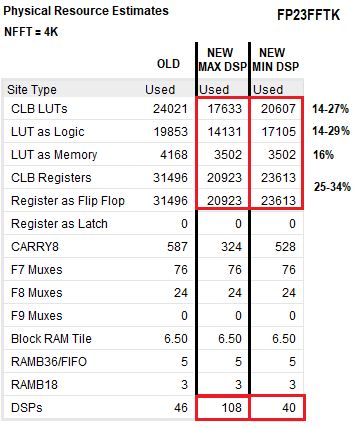 Physical Resource Estimates FP23FFTK
NFFT = 4K
OLD NEW MAX DSP NEW MIN DSP
Site Type Used Used Used
CLB LUTs 24021 17633 20607 14-27%
LUT as Logic 19853 14131 17105 14-29%
LUT as Memory 4168 3502 3502 16%
CLB Registers 31496 20923 23613 25-34%
Register as Flip Flop 31496 20923 23613
Register as Latch 0 0 0
CARRY8 587 324 528
F7 Muxes 76 76 76
F8 Muxes 24 24 24
F9 Muxes 0 0 0
Block RAM Tile 6.50 6.50 6.50
RAMB36/FIFO 5 5 5
RAMB18 3 3 3
DSPs 46 108 40